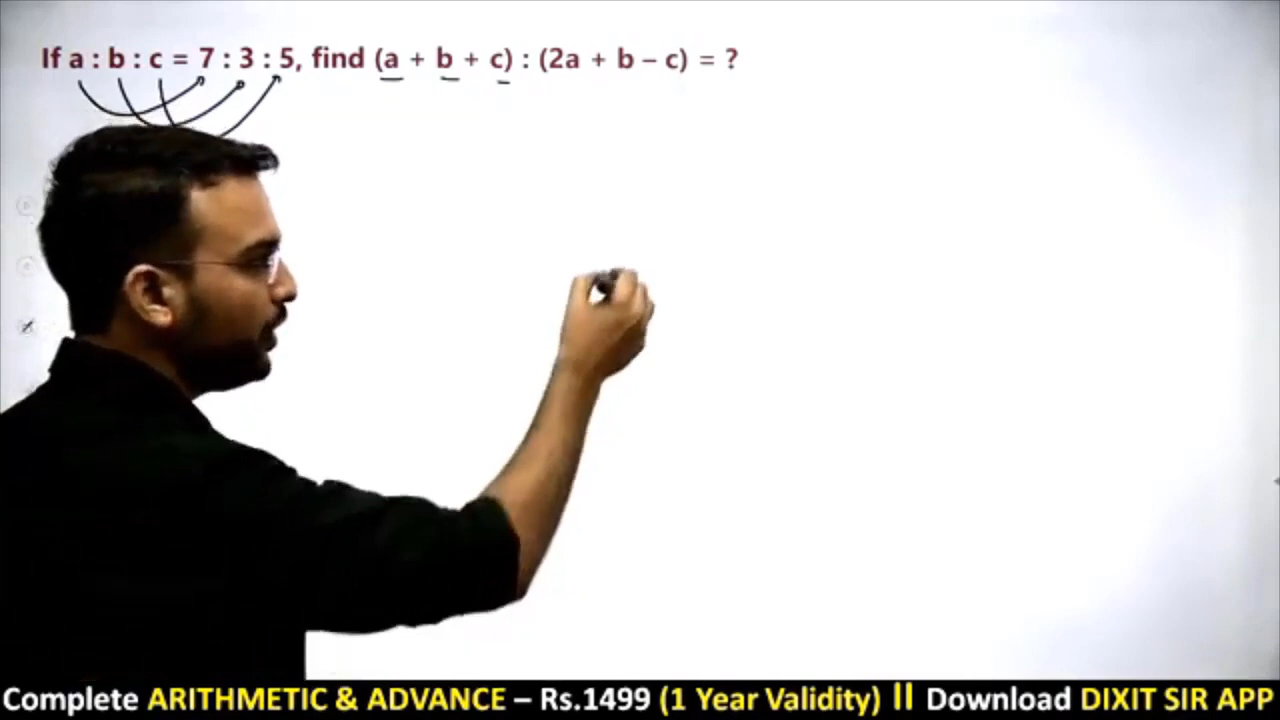 If a : b : c = 7 : 3 : 5, find (a + b + c) : (2a + b – c) = ?
Complete ARITHMETIC & ADVANCE – Rs.1499 (1 Year Validity) II Download DIXIT SIR APP